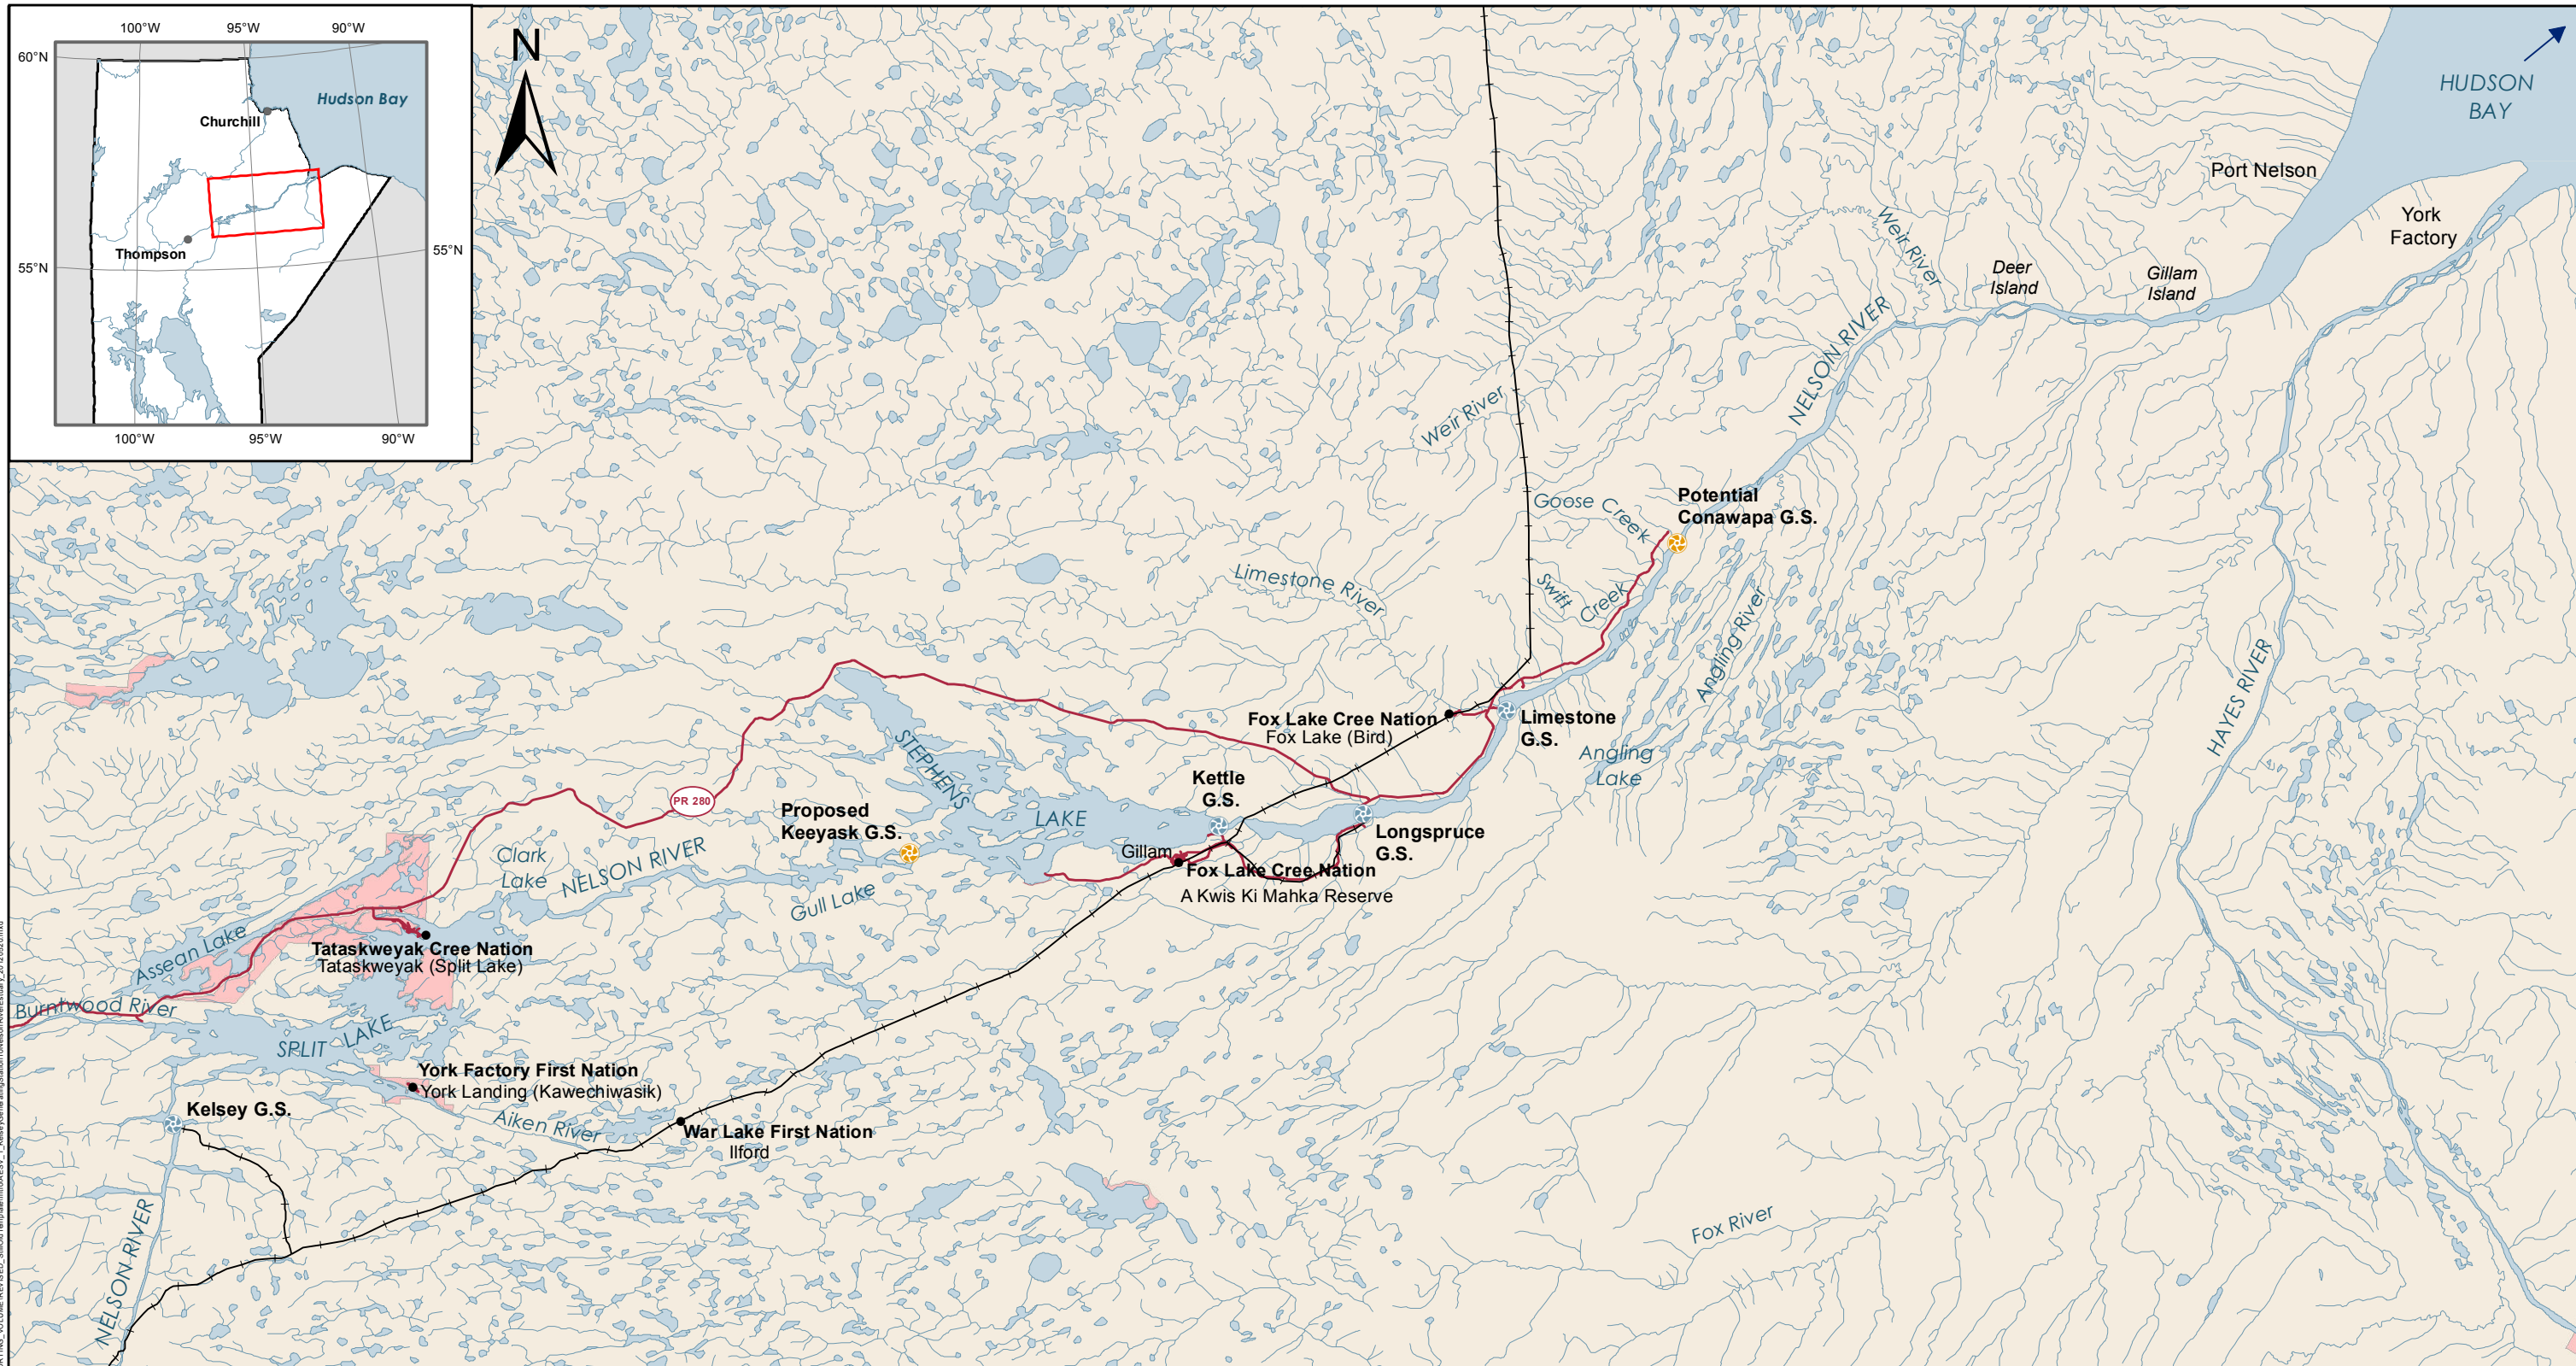 100°W 95°W 90°W
60°N
Hudson Bay
Churchill
Thompson
55°N
55°N
100°W 95°W 90°W
N
HUDSON
BAY
Port Nelson
York
Factory
Weir River
Deer
Island
Gillam
Island
NELSON RIVER
Weir River
Potential
Conawapa G.S.
Goose Creek
Limestone River
Swift Creek
Angling River
HAYES RIVER
Fox Lake Cree Nation
Fox Lake (Bird)
Limestone
G.S.
Angling
Lake
STEPHENS LAKE
Kettle
G.S.
PR 280
Proposed
Keeyask G.S.
Longspruce
G.S.
Gillam
Fox Lake Cree Nation
A Kwis Ki Mahka Reserve
Clark
Lake
NELSON RIVER
Gull Lake
Assean Lake
Tataskweyak Cree Nation
Tataskweyak (Split Lake)
Burntwood River
SPLIT LAKE
York Factory First Nation
York Landing (Kawechiwasik)
Kelsey G.S.
Aiken River
War Lake First Nation
Ilford
NELSON RIVER
Fox River